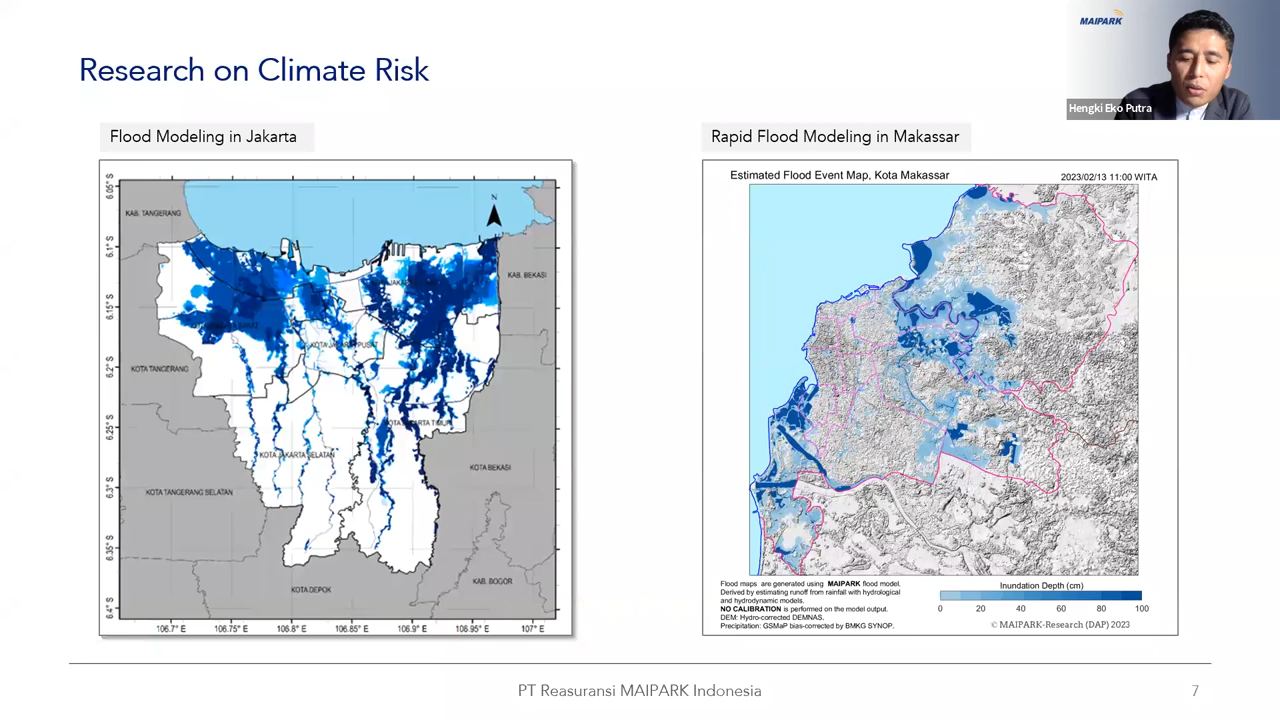 MAIPARK
Research on Climate Risk
Hengki Eko Putra
Flood Modeling in Jakarta
N
KAB. TANGERANG
KAB. BEKASI
KOTA JAKARTA PUSAT
KOTA TANGERANG
KOTA JAKARTA TIMUR
KOTA JAKARTA SELATAN
KOTA BEKASI
KOTA TANGERANG SELATAN
KAB. BOGOR
KOTA DEPOK
6.05° S
6.1° S
6.15° S
6.2° S
6.25° S
6.3° S
6.35° S
6.4° S
106.7° E 106.75° E 106.8° E 106.85° E 106.9° E 106.95° E 107° E
Rapid Flood Modeling in Makassar
Estimated Flood Event Map, Kota Makassar 2023/02/13 11:00 WITA
Flood maps are generated using MAIPARK flood model.
Derived by estimating runoff from rainfall with hydrological
and hydrodynamic models.
NO CALIBRATION is performed on the model output.
DEM: Hydro-corrected DEMNAS.
Precipitation: GSMaP bias-corrected by BMKG SYNOP.
Inundation Depth (cm)
0 20 40 60 80 100
© MAIPARK-Research (DAP) 2023
PT Reasuransi MAIPARK Indonesia
7